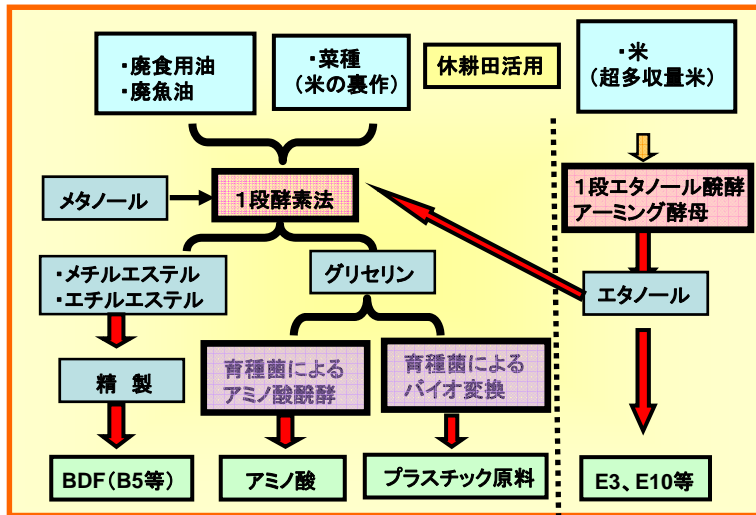 ・廃食用油
・廃魚油
・菜種
（米の裏作）
休耕田活用
・米
（超多収量米）
メタノール
１段酵素法
１段エタノール醗酵
アーミング酵母
・メチルエステル
・エチルエステル
グリセリン
エタノール
精 製
育種菌による
アミノ酸醗酵
育種菌による
バイオ変換
BDF（B5等）
アミノ酸
プラスチック原料
E3、E10等